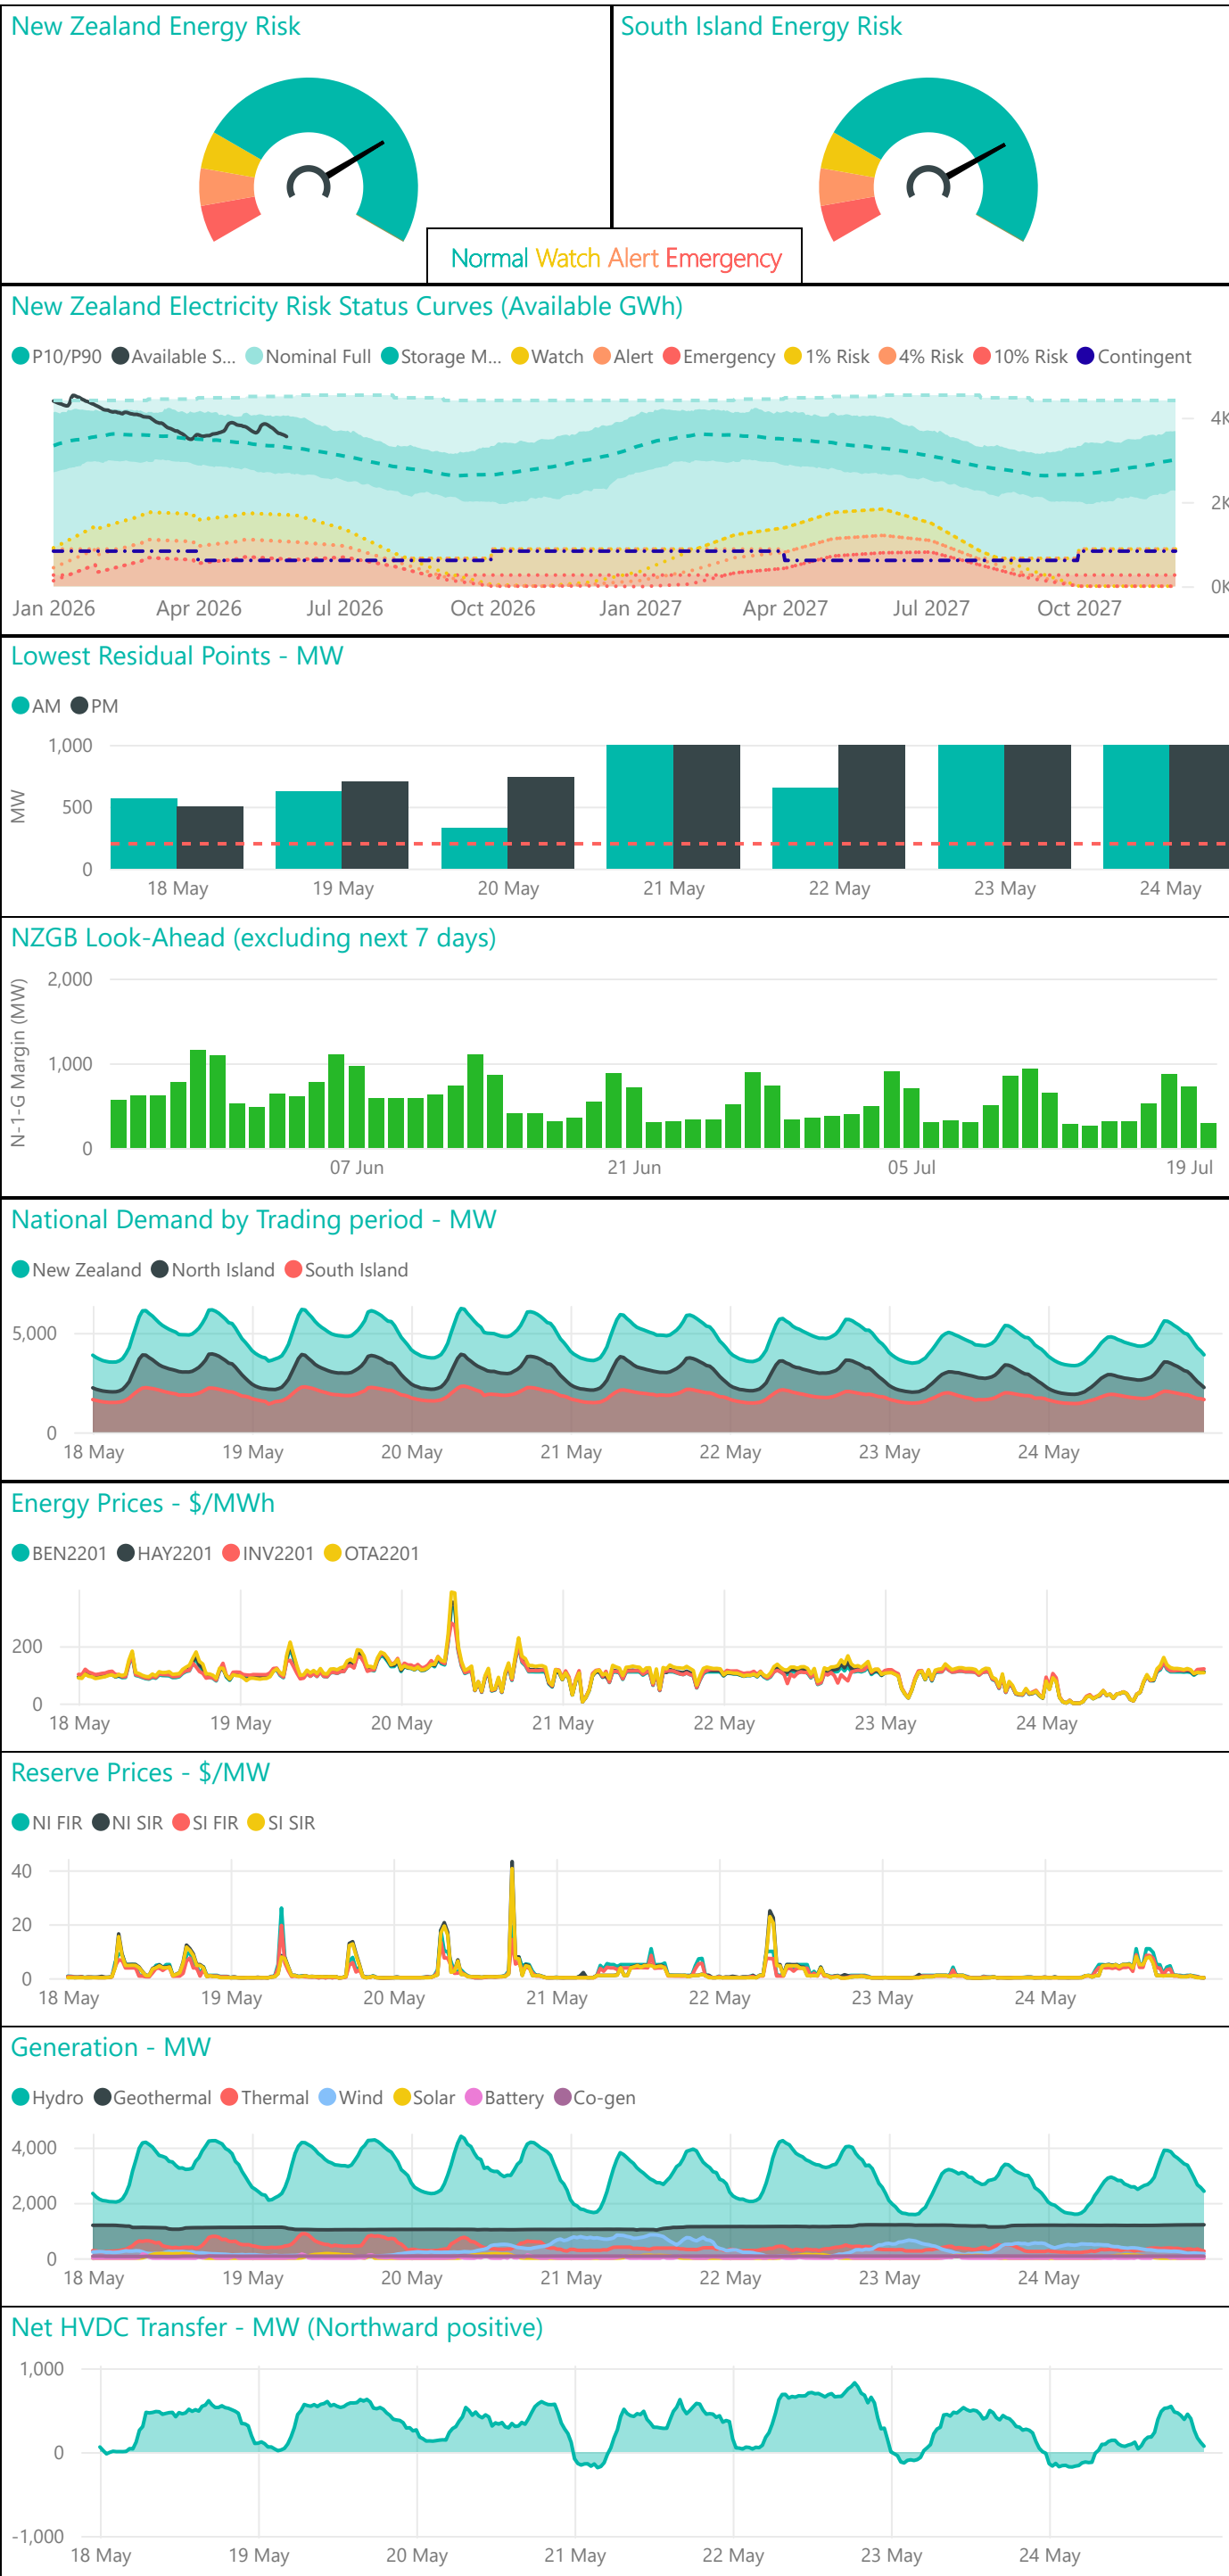 New Zealand Energy Risk
South Island Energy Risk
Normal Watch Alert Emergency
New Zealand Electricity Risk Status Curves (Available GWh)
P10/P90 Available S... Nominal Full Storage M... Watch Alert Emergency 1% Risk 4% Risk 10% Risk Contingent
4K
2K
0K
Jan 2026 Apr 2026 Jul 2026 Oct 2026 Jan 2027 Apr 2027 Jul 2027 Oct 2027
Lowest Residual Points - MW
AM PM
MW
1,000
500
0
18 May 19 May 20 May 21 May 22 May 23 May 24 May
NZGB Look-Ahead (excluding next 7 days)
N-1-G Margin (MW)
2,000
1,000
0
07 Jun 21 Jun 05 Jul 19 Jul
National Demand by Trading period - MW
New Zealand North Island South Island
5,000
0
18 May 19 May 20 May 21 May 22 May 23 May 24 May
Energy Prices - $/MWh
BEN2201 HAY2201 INV2201 OTA2201
200
0
18 May 19 May 20 May 21 May 22 May 23 May 24 May
Reserve Prices - $/MW
NI FIR NI SIR SI FIR SI SIR
40
20
0
18 May 19 May 20 May 21 May 22 May 23 May 24 May
Generation - MW
Hydro Geothermal Thermal Wind Solar Battery Co-gen
4,000
2,000
0
18 May 19 May 20 May 21 May 22 May 23 May 24 May
Net HVDC Transfer - MW (Northward positive)
1,000
0
-1,000
18 May 19 May 20 May 21 May 22 May 23 May 24 May